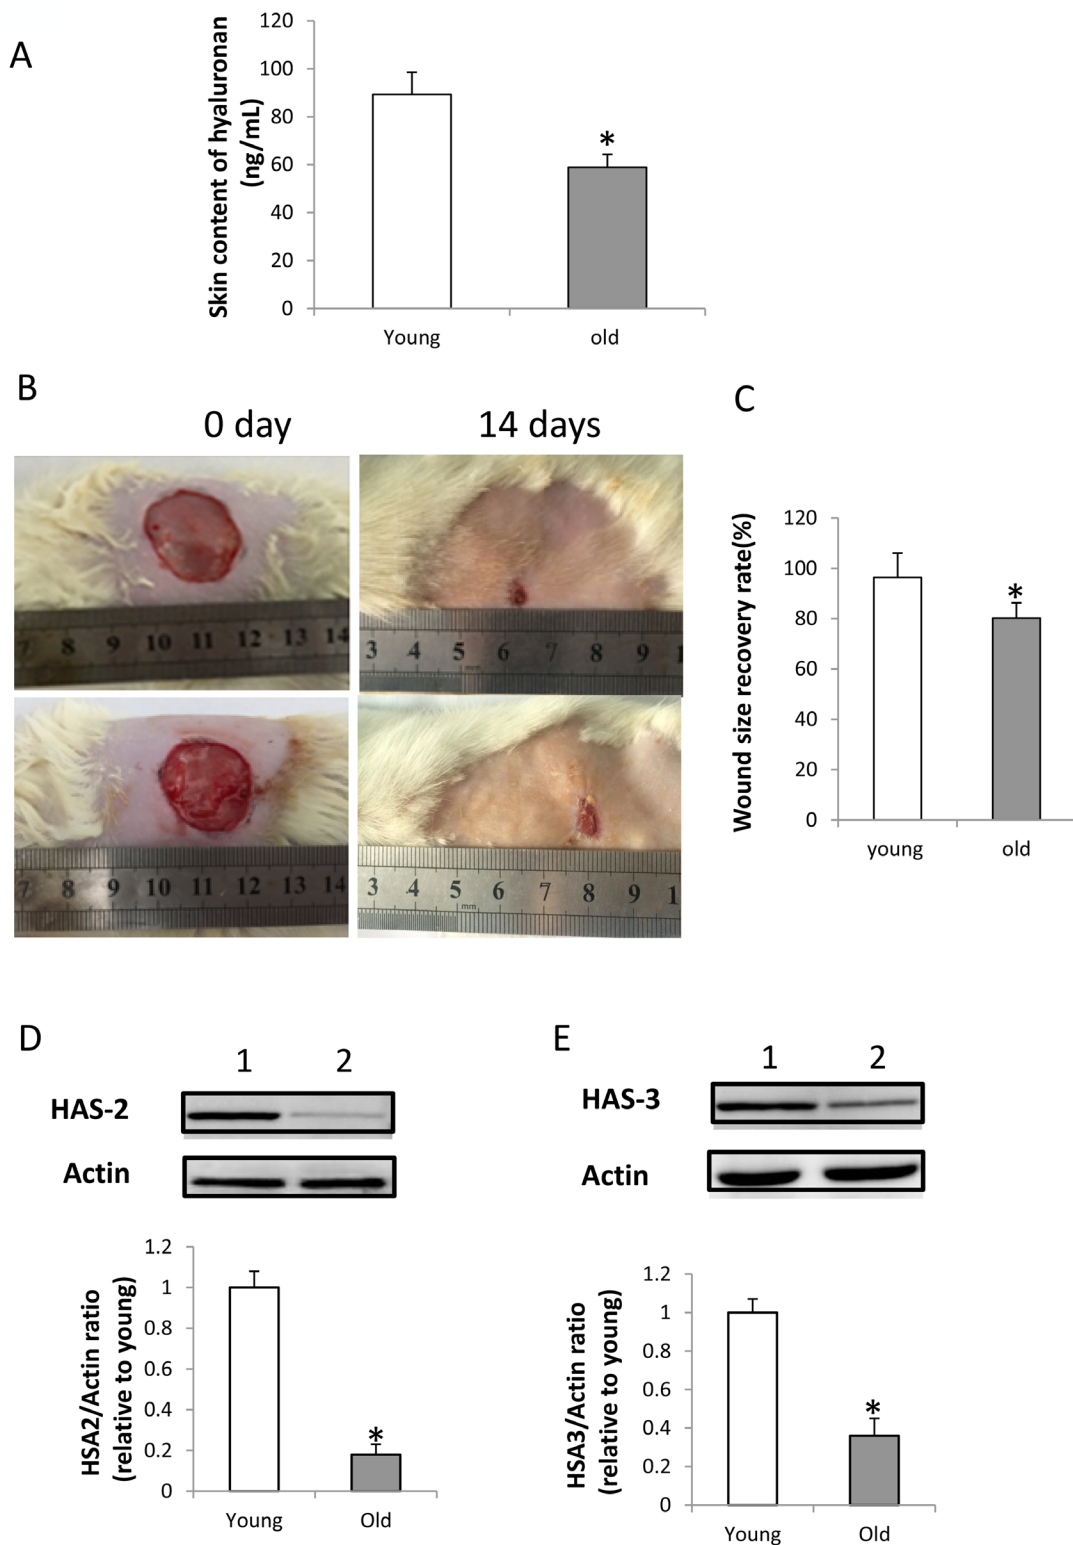 A
Skin content of hyaluronan
(ng/mL)
120
100
80
60
40
20
0
Young
old
B
0 day
14 days
7 8 9 10 11 12 13 14
3 4 5 6 7 8 9 1
mm
7 8 9 10 11 12 13 14
3 4 5 6 7 8 9 1
mm
C
Wound size recovery rate(%)
120
100
80
60
40
20
0
*
*
young
old
D
1 2
HAS-2
Actin
HSA2/Actin ratio
(relative to young)
1.2
1
0.8
0.6
0.4
0.2
0
*
Young
Old
E
1 2
HAS-3
Actin
HSA3/Actin ratio
(relative to young)
1.2
1
0.8
0.6
0.4
0.2
0
*
Young
Old